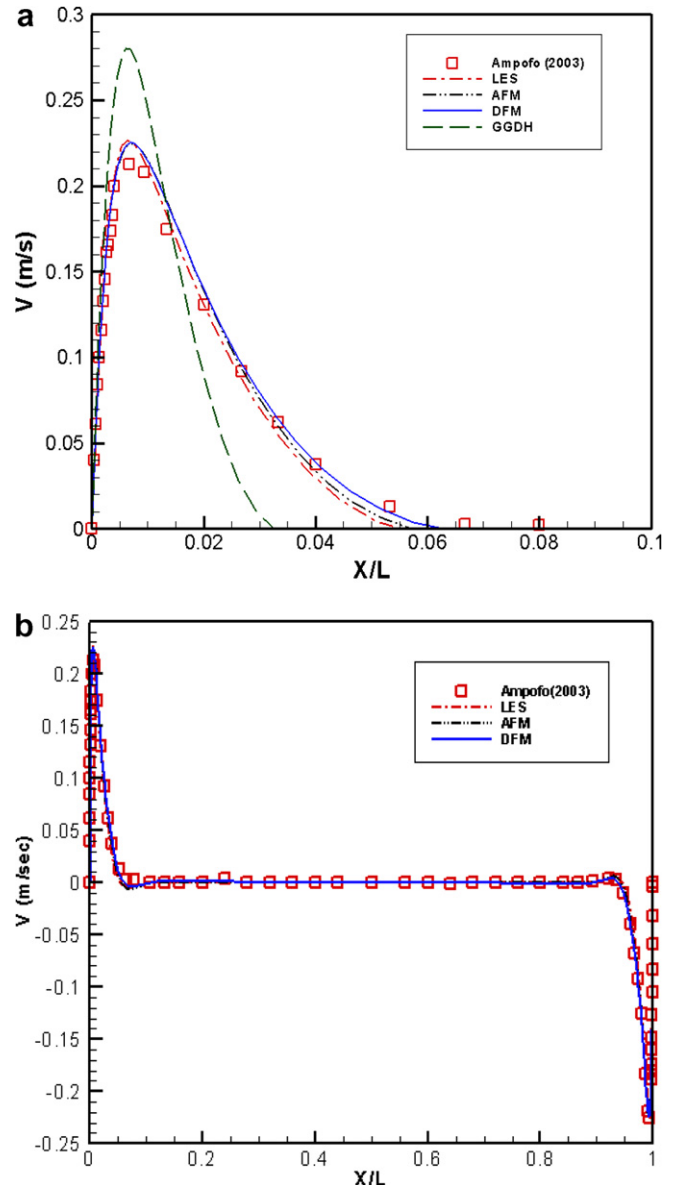 a
0.3
0.25
0.2
0.15
0.1
0.05
0
V (m/s)
Ampofo (2003)
LES
AFM
DFM
GGDH
0 0.02 0.04 0.06 0.08 0.1
X/L
b
0.25
0.2
0.15
0.1
0.05
0
-0.05
-0.1
-0.15
-0.2
-0.25
V (m/sec)
Ampofo(2003)
LES
AFM
DFM
0 0.2 0.4 0.6 0.8 1
X/L